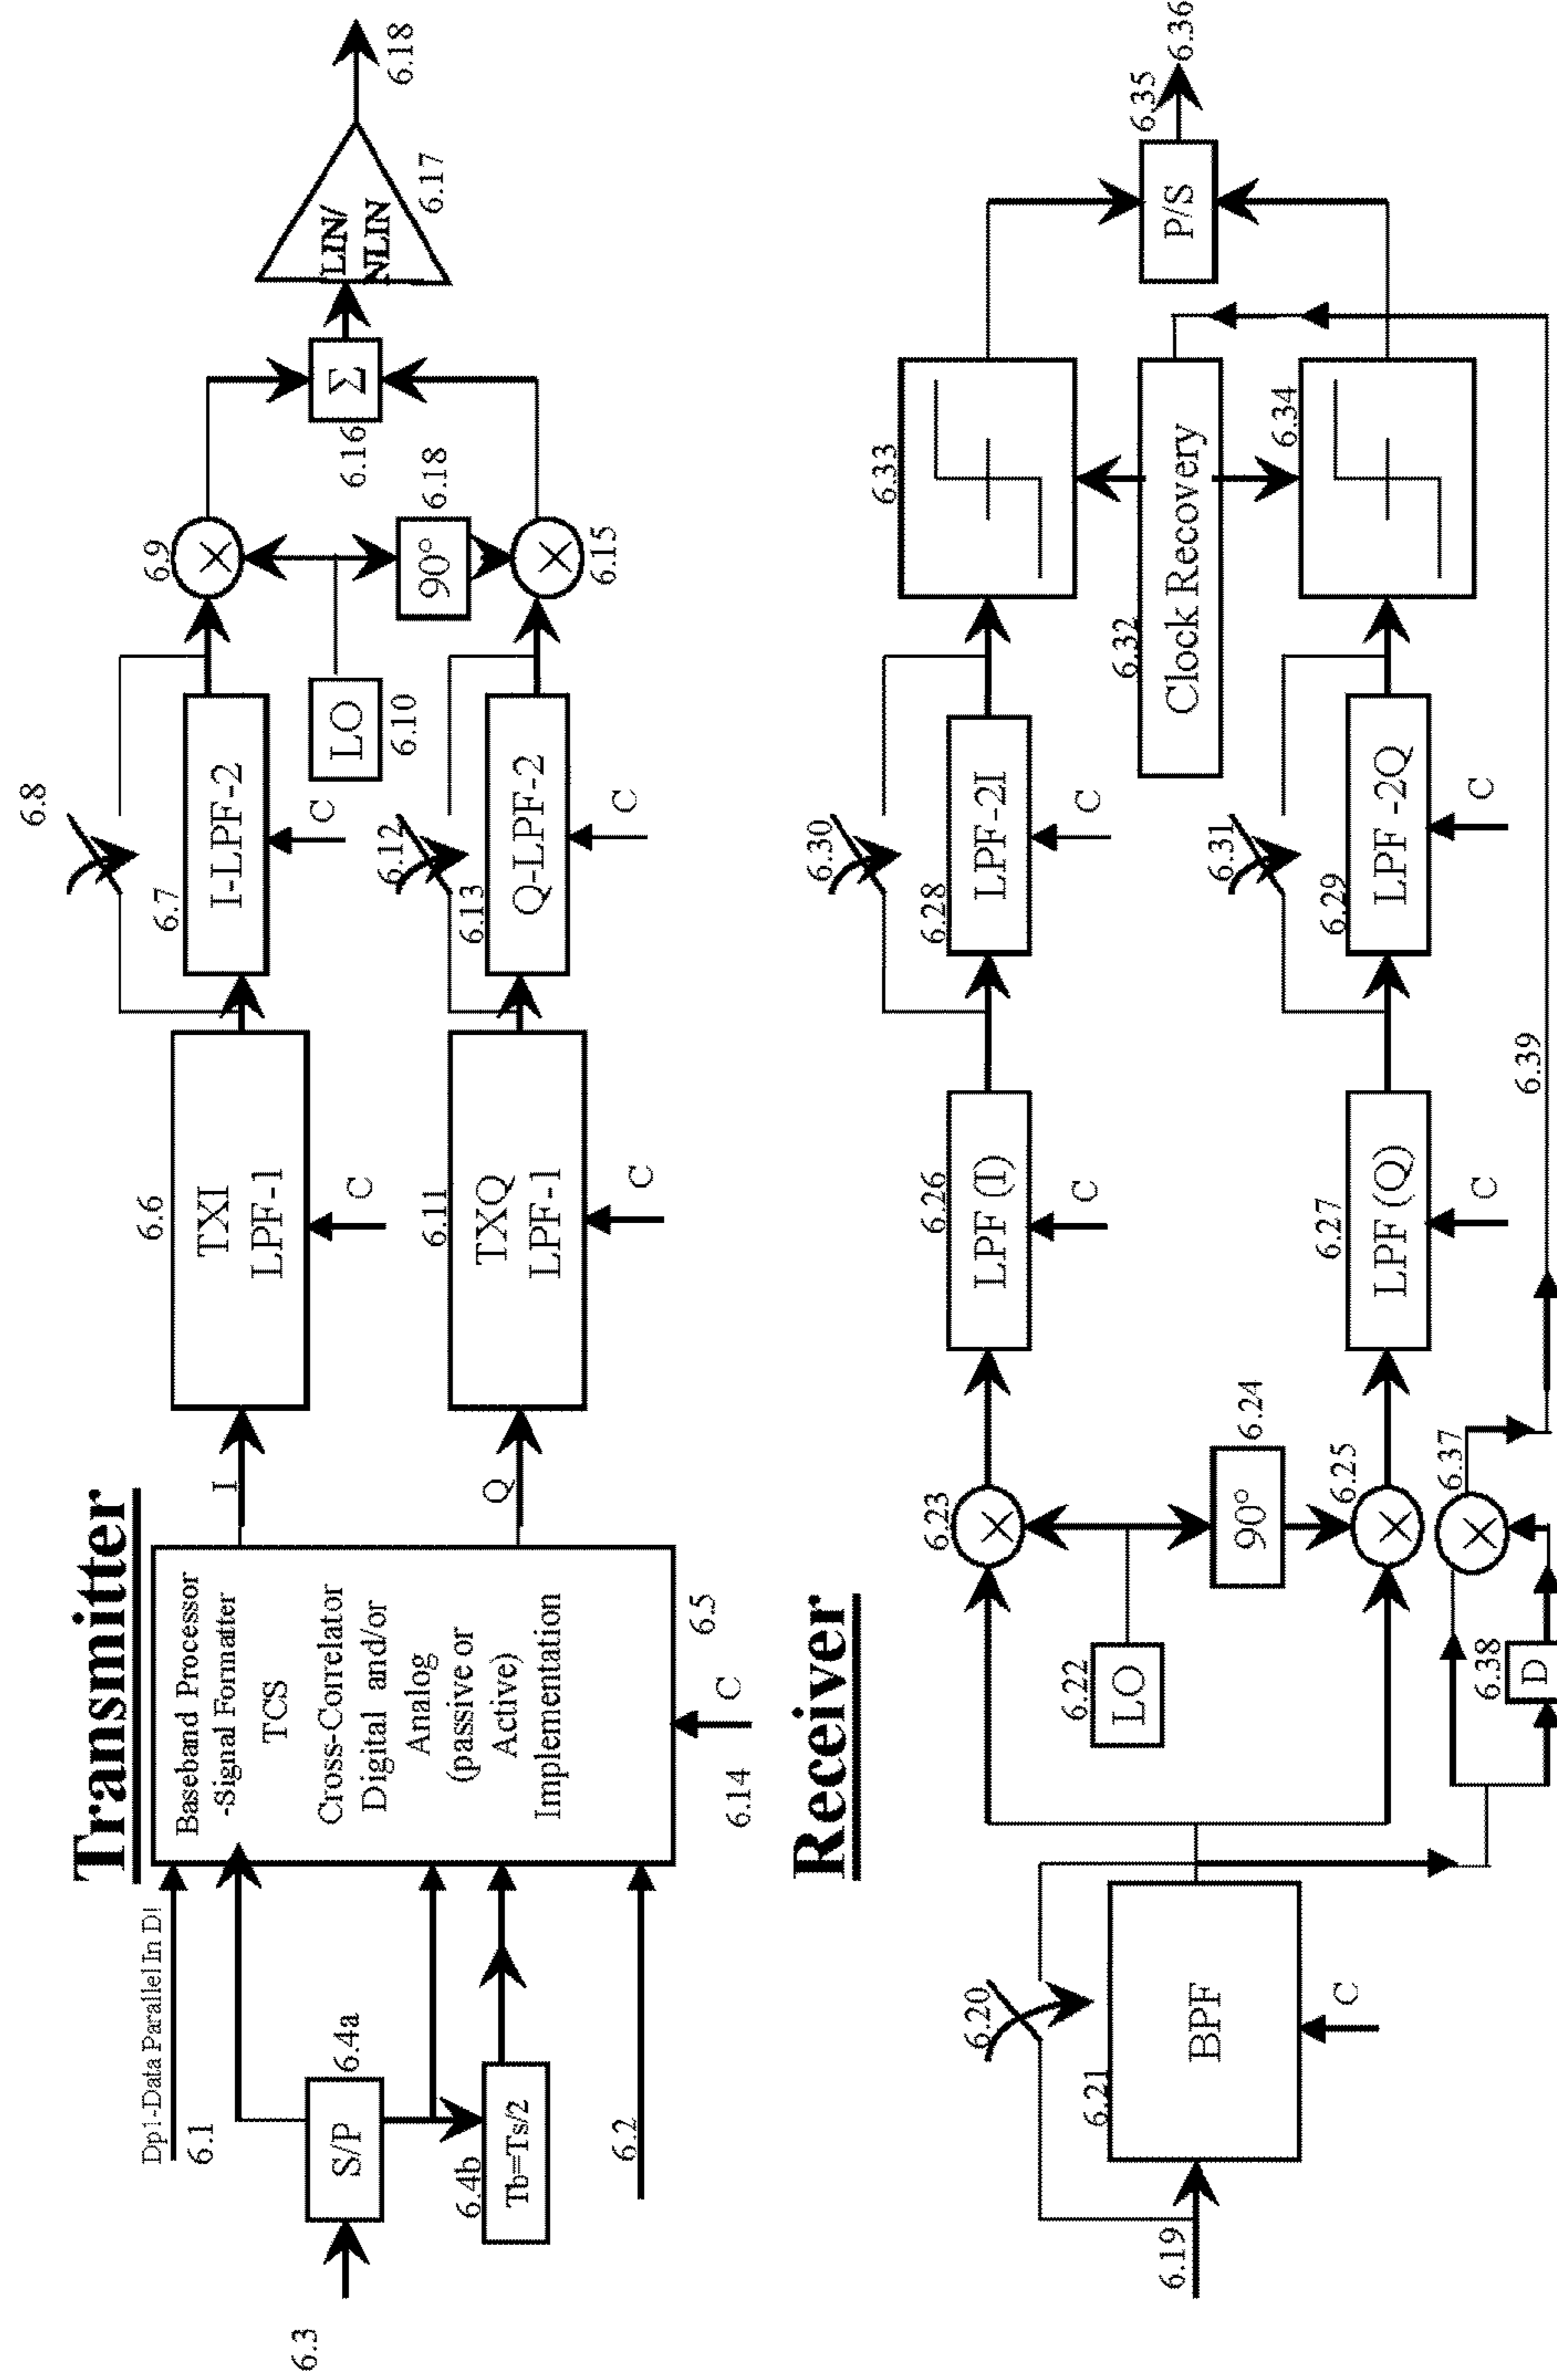 Transmitter
Dp1-Data Parallel In D!
6.1
6.3
S/P
6.4a
6.4b
Tb=Ts/2
6.2
Baseband Processor
-Signal Formatter
TCS
Cross-Correlator
Digital and/or
Analog
(passive or
Active)
Implementation
6.5
C
6.14
I
Q
6.6
TXI
LPF-1
C
6.11
TXQ
LPF-1
C
6.8
6.7
I-LPF-2
C
6.12
6.13
Q-LPF-2
C
LO
6.10
6.9
90°
6.18
6.15
Σ
6.16
LIN/
NLIN
6.17
6.18
Receiver
6.19
6.20
6.21
BPF
C
6.22
LO
6.23
90°
6.24
6.25
6.37
6.38
D
6.39
6.26
LPF (I)
C
6.27
LPF (Q)
C
6.30
6.28
LPF-2I
C
6.31
6.29
LPF -2Q
C
6.32
Clock Recovery
6.33
6.34
P/S
6.35
6.36